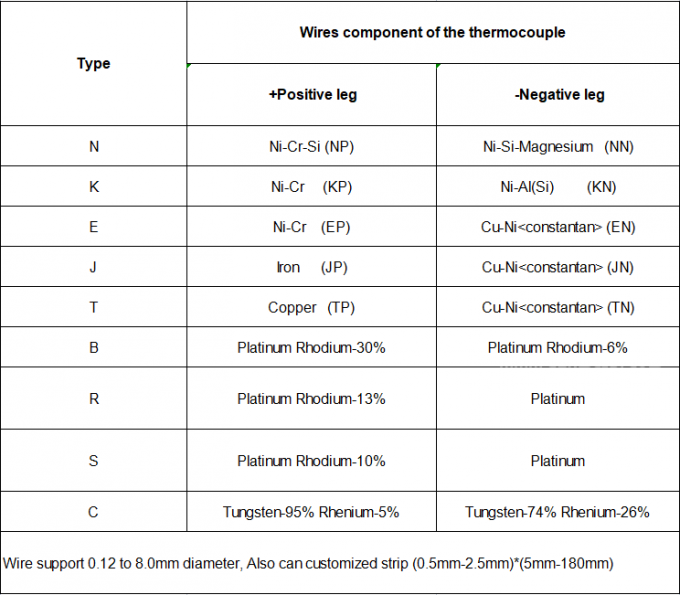 Type
Wires component of the thermocouple
+Positive leg
-Negative leg
N
Ni-Cr-Si (NP)
Ni-Si-Magnesium (NN)
K
Ni-Cr (KP)
Ni-Al(Si) (KN)
E
Ni-Cr (EP)
Cu-Ni<constantan> (EN)
J
Iron (JP)
Cu-Ni<constantan> (JN)
T
Copper (TP)
Cu-Ni<constantan> (TN)
B
Platinum Rhodium-30%
Platinum Rhodium-6%
R
Platinum Rhodium-13%
Platinum
S
Platinum Rhodium-10%
Platinum
C
Tungsten-95% Rhenium-5%
Tungsten-74% Rhenium-26%
Wire support 0.12 to 8.0mm diameter, Also can customized strip (0.5mm-2.5mm)*(5mm-180mm)